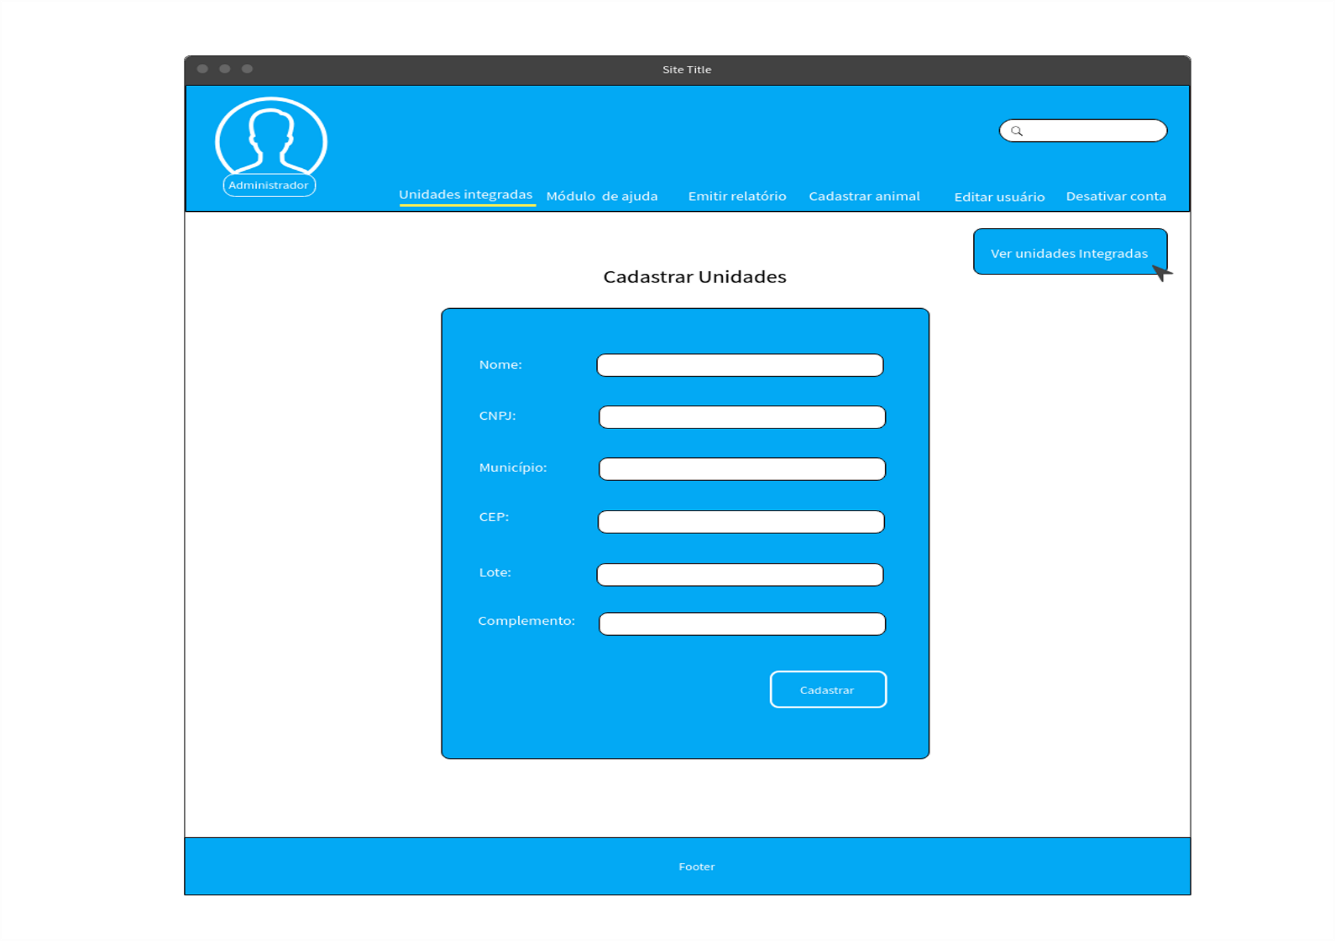 Site Title
Administrador
Unidades integradas
Módulo de ajuda
Emitir relatório
Cadastrar animal
Editar usuário
Desativar conta
Ver unidades Integradas
Cadastrar Unidades
Nome:
CNPJ:
Município:
CEP:
Lote:
Complemento:
Cadastrar
Footer